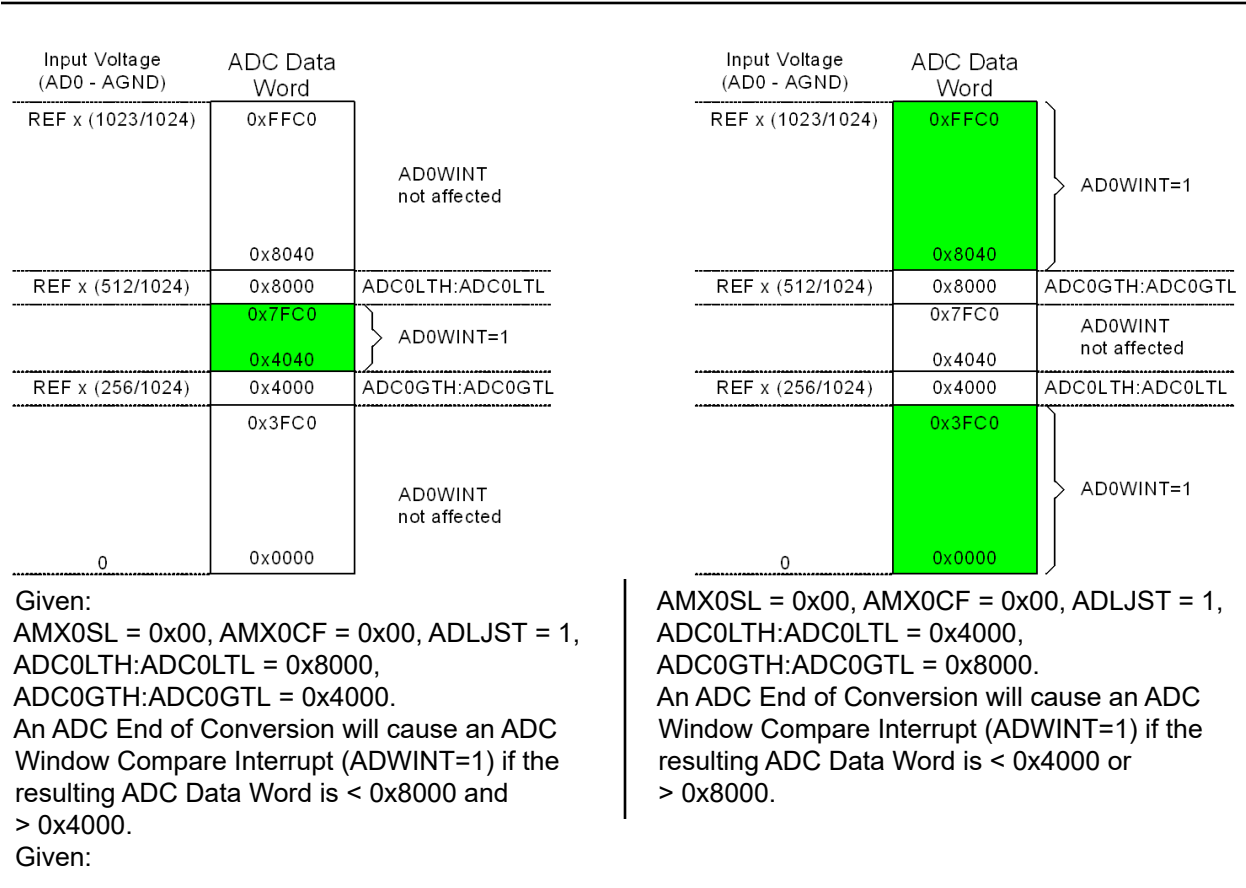 Input Voltage
(AD0 - AGND)
ADC Data
Word
REF x (1023/1024)
0xFFC0
AD0WINT
not affected
0x8040
REF x (512/1024)
0x8000
ADC0LTH:ADC0LTL
0x7FC0
AD0WINT=1
0x4040
REF x (256/1024)
0x4000
ADC0GTH:ADC0GTL
0x3FC0
AD0WINT
not affected
0
0x0000
Given:
AMX0SL = 0x00, AMX0CF = 0x00, ADLJST = 1,
ADC0LTH:ADC0LTL = 0x8000,
ADC0GTH:ADC0GTL = 0x4000.
An ADC End of Conversion will cause an ADC
Window Compare Interrupt (ADWINT=1) if the
resulting ADC Data Word is < 0x8000 and
> 0x4000.
Given:
Input Voltage
(AD0 - AGND)
ADC Data
Word
REF x (1023/1024)
0xFFC0
AD0WINT=1
0x8040
REF x (512/1024)
0x8000
ADC0GTH:ADC0GTL
0x7FC0
AD0WINT
not affected
0x4040
REF x (256/1024)
0x4000
ADC0LTH:ADC0LTL
0x3FC0
AD0WINT=1
0
0x0000
AMX0SL = 0x00, AMX0CF = 0x00, ADLJST = 1,
ADC0LTH:ADC0LTL = 0x4000,
ADC0GTH:ADC0GTL = 0x8000.
An ADC End of Conversion will cause an ADC
Window Compare Interrupt (ADWINT=1) if the
resulting ADC Data Word is < 0x4000 or
> 0x8000.